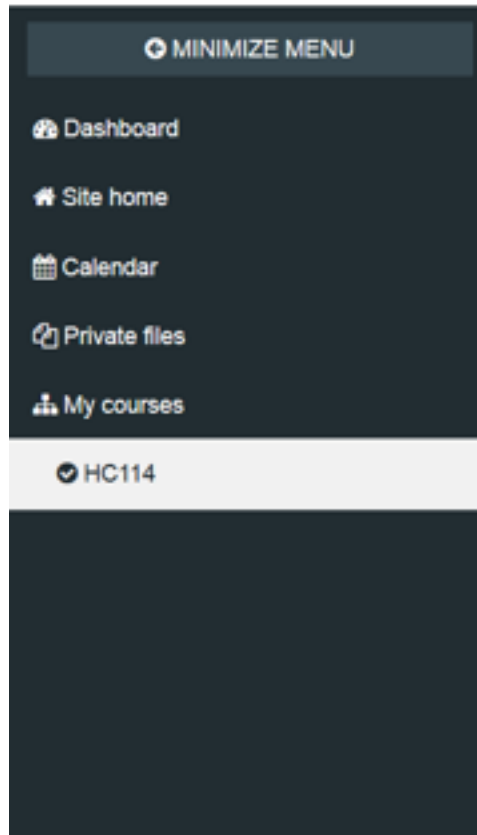 MINIMIZE MENU
Dashboard
Site home
Calendar
Private files
My courses
HC114